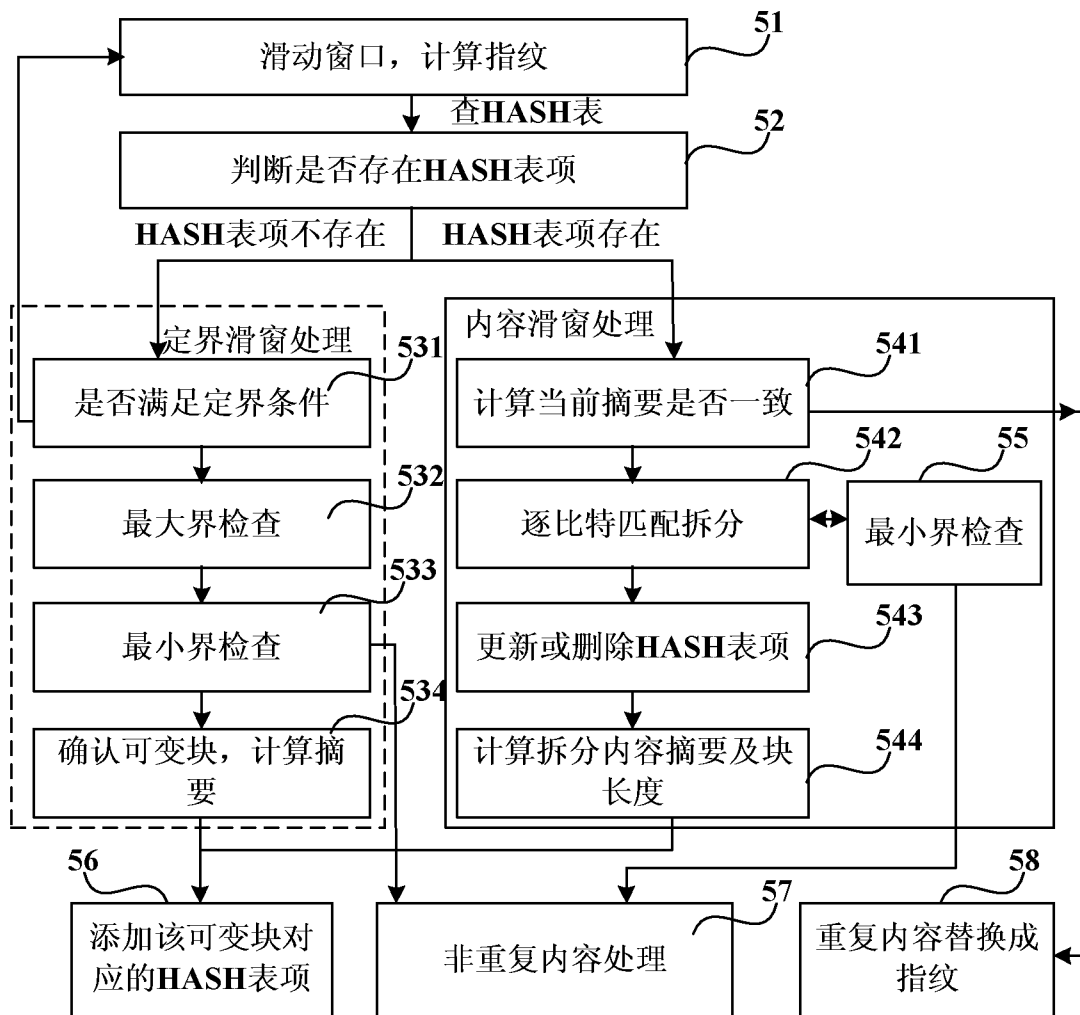 51
滑动窗口，计算指纹
查HASH表
52
判断是否存在HASH表项
HASH表项不存在
HASH表项存在
定界滑窗处理
531
是否满足定界条件
532
最大界检查
533
最小界检查
534
确认可变块，计算摘
要
内容滑窗处理
541
计算当前摘要是否一致
542
逐比特匹配拆分
55
最小界检查
543
更新或删除HASH表项
544
计算拆分内容摘要及块
长度
56
添加该可变块对
应的HASH表项
57
非重复内容处理
58
重复内容替换成
指纹